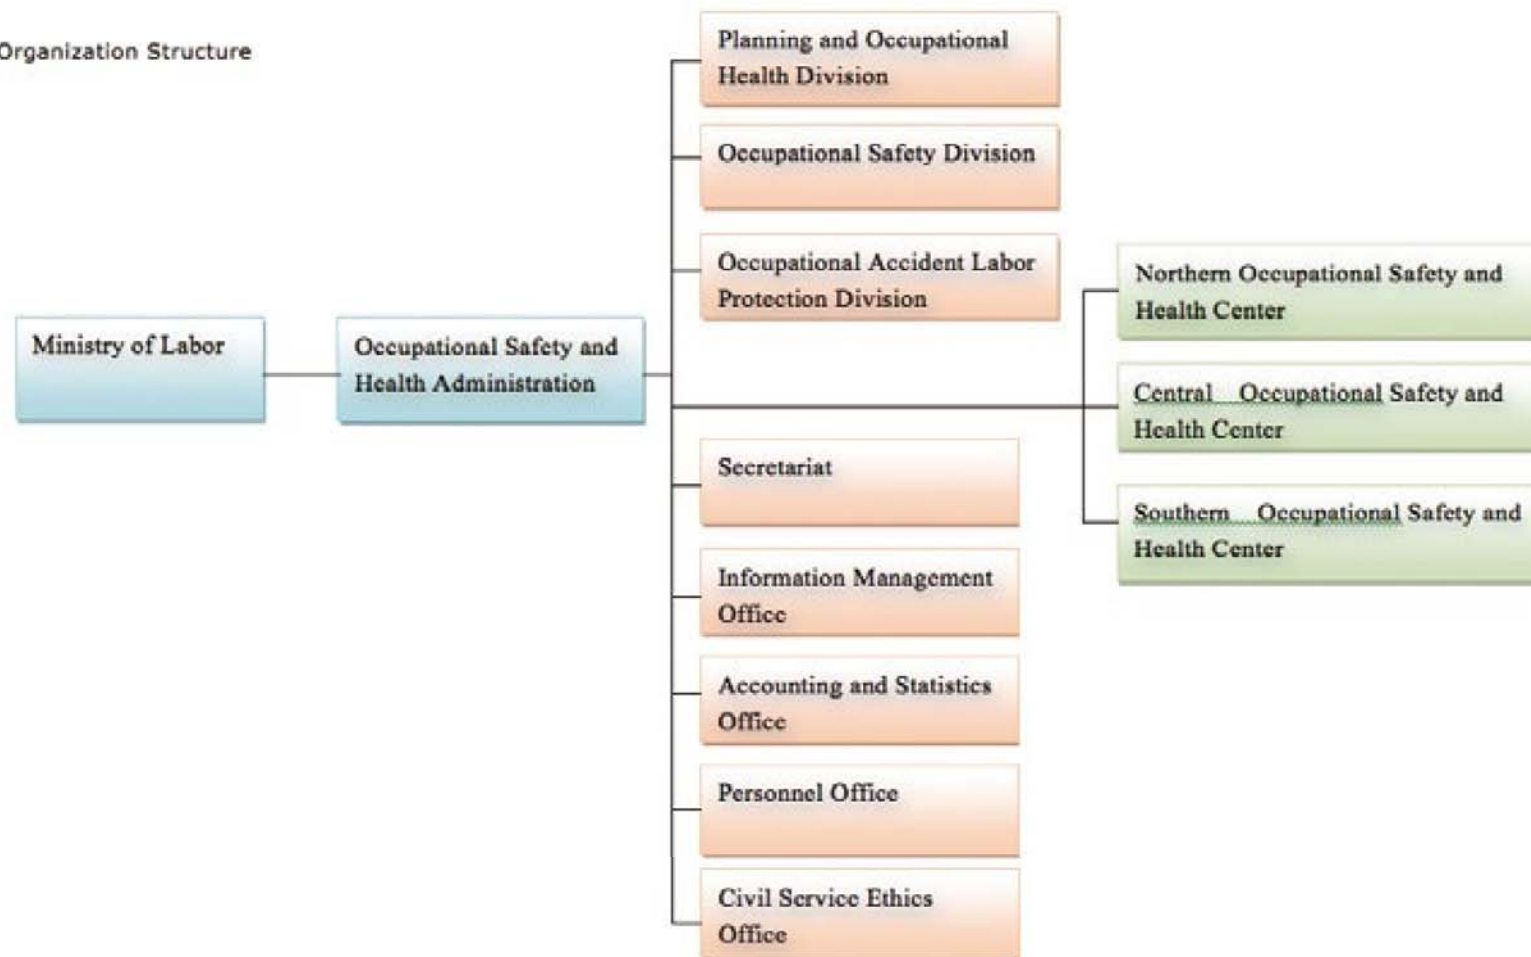 Organization Structure
Planning and Occupational
Health Division
Occupational Safety Division
Occupational Accident Labor
Protection Division
Ministry of Labor
Occupational Safety and
Health Administration
Northern Occupational Safety and
Health Center
Central Occupational Safety and
Health Center
Southern Occupational Safety and
Health Center
Secretariat
Information Management
Office
Accounting and Statistics
Office
Personnel Office
Civil Service Ethics
Office